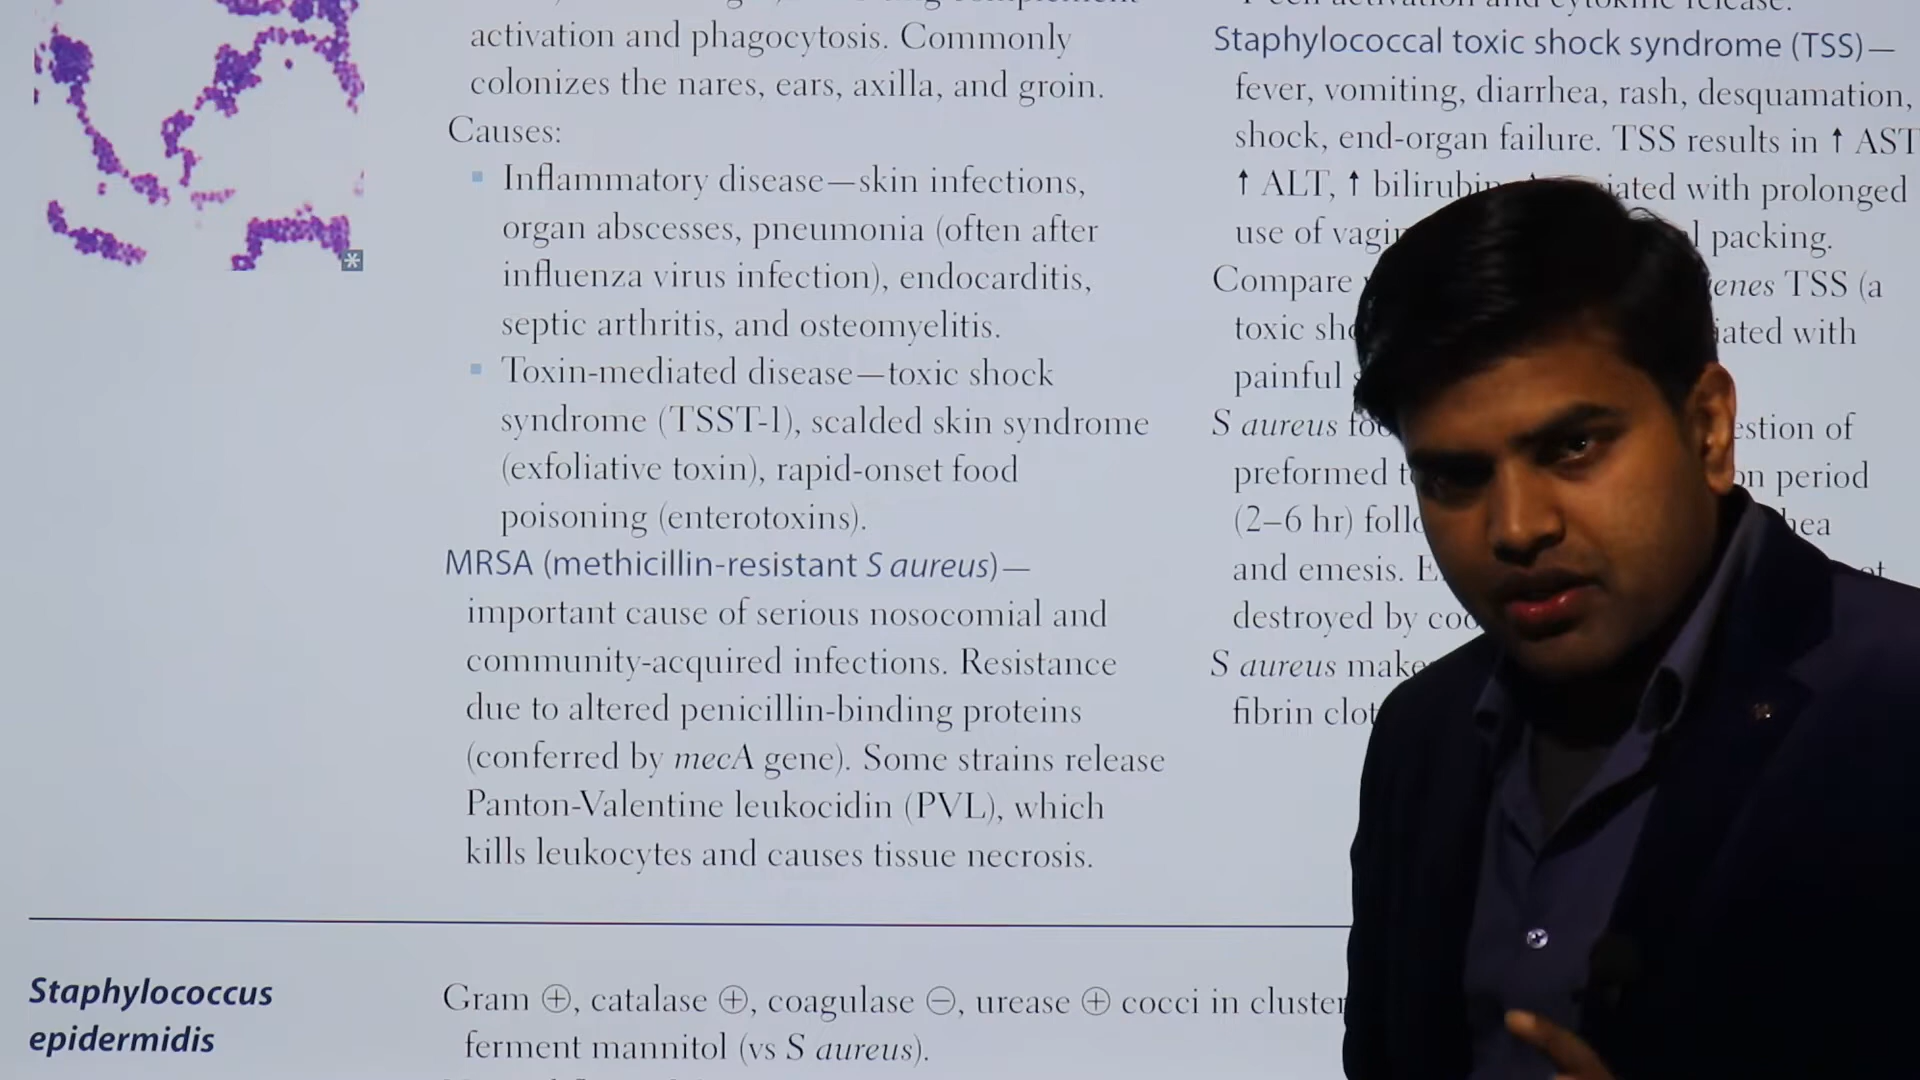 activation and phagocytosis. Commonly
colonizes the nares, ears, axilla, and groin.
Causes:
Inflammatory disease—skin infections,
organ abscesses, pneumonia (often after
influenza virus infection), endocarditis,
septic arthritis, and osteomyelitis.
Toxin-mediated disease—toxic shock
syndrome (TSST-1), scalded skin syndrome
(exfoliative toxin), rapid-onset food
poisoning (enterotoxins).
MRSA (methicillin-resistant S aureus)—
important cause of serious nosocomial and
community-acquired infections. Resistance
due to altered penicillin-binding proteins
(conferred by mecA gene). Some strains release
Panton-Valentine leukocidin (PVL), which
kills leukocytes and causes tissue necrosis.
Staphylococcal toxic shock syndrome (TSS)—
fever, vomiting, diarrhea, rash, desquamation,
shock, end-organ failure. TSS results in ↑ AST
↑ ALT, ↑ bilirubin with prolonged
use of packing.
Compare TSS (a
toxic with
painful
S aureus
preformed period
(2–6 hr)
and emesis.
destroyed by
S aureus
fibrin
Staphylococcus
epidermidis
Gram ⊕, catalase ⊕, coagulase ⊖, urease ⊕ cocci in
ferment mannitol (vs S aureus).